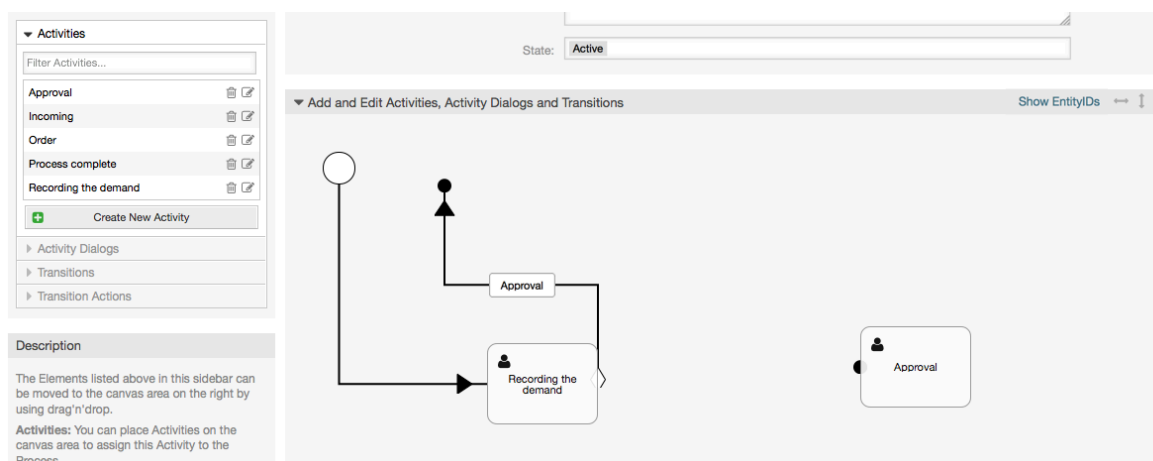 Activities
Filter Activities...
Approval
Incoming
Order
Process complete
Recording the demand
Create New Activity
Activity Dialogs
Transitions
Transition Actions
Description
The Elements listed above in this sidebar can
be moved to the canvas area on the right by
using drag'n'drop.
Activities: You can place Activities on the
canvas area to assign this Activity to the
Process.
State: Active
Add and Edit Activities, Activity Dialogs and Transitions
Show EntityIDs
Approval
Recording the
demand
Approval